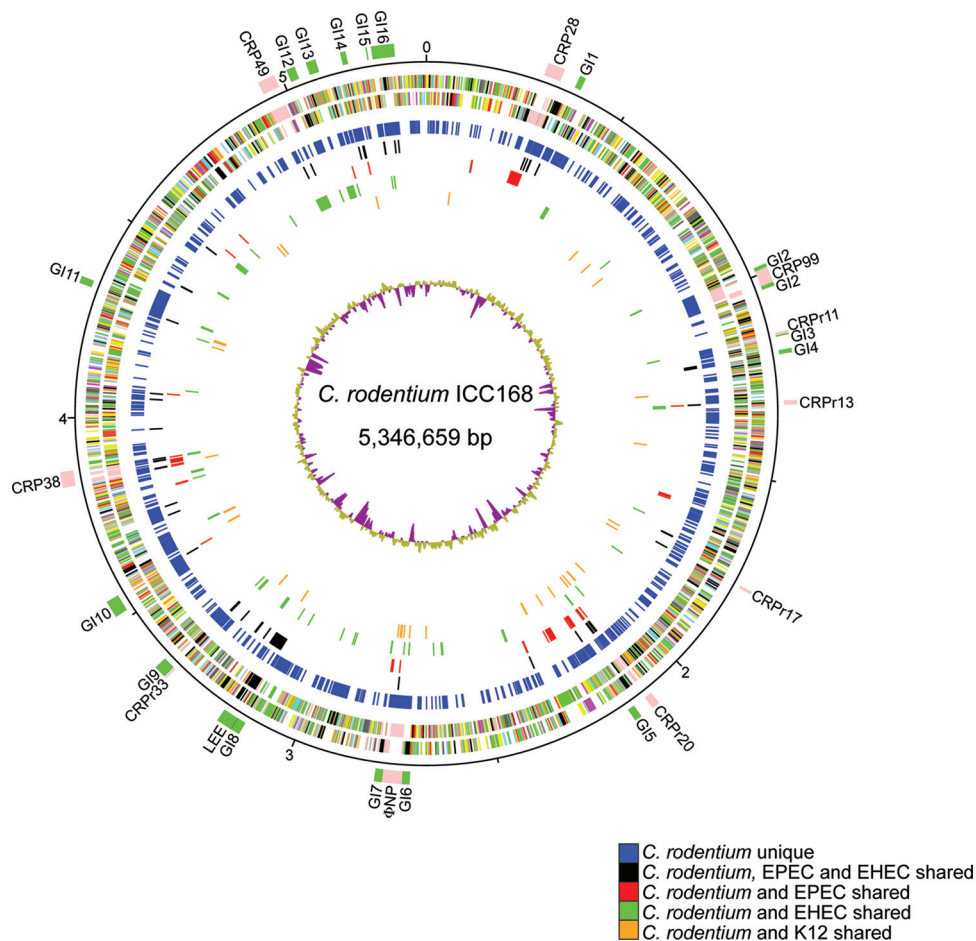 0
CRP28
GI1
GI2
CRP99
GI2
CRPr11
GI3
GI4
CRPr13
CRPr17
2
CRPr20
GI5
GI6
ΦNP
GI7
3
GI8
LEE
CRPr33
GI9
GI10
CRP38
4
GI11
CRP49
5
GI12
GI13
GI14
GI15
GI16
C. rodentium ICC168
5,346,659 bp
C. rodentium unique
C. rodentium, EPEC and EHEC shared
C. rodentium and EPEC shared
C. rodentium and EHEC shared
C. rodentium and K12 shared